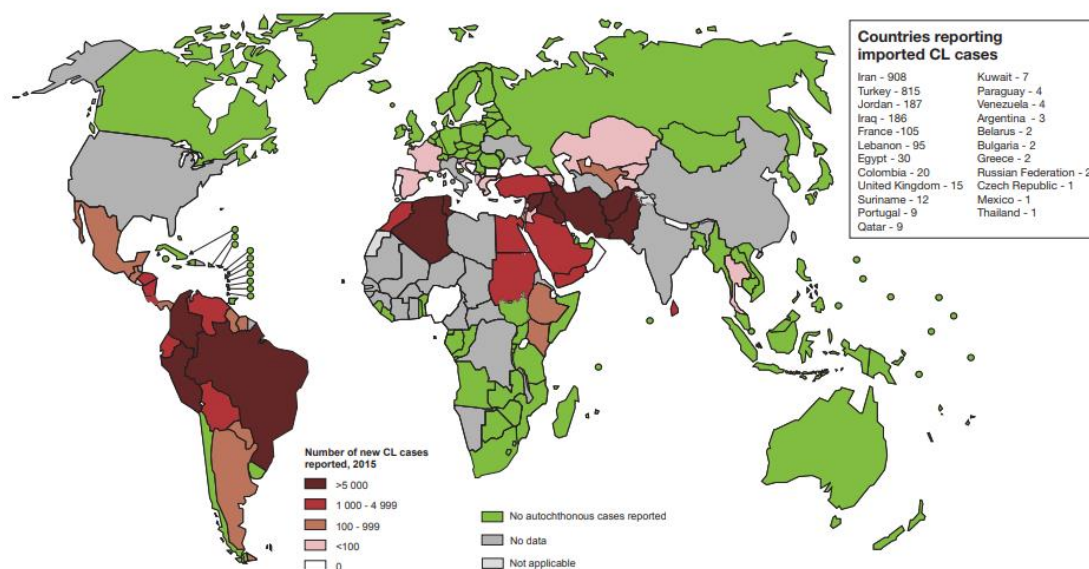 Countries reporting
imported CL cases
Iran - 908
Turkey - 815
Jordan - 187
Iraq - 186
France -105
Lebanon - 95
Egypt - 30
Colombia - 20
United Kingdom - 15
Suriname - 12
Portugal - 9
Qatar - 9
Kuwait - 7
Paraguay - 4
Venezuela - 4
Argentina - 3
Belarus - 2
Bulgaria - 2
Greece - 2
Russian Federation - 2
Czech Republic - 1
Mexico - 1
Thailand - 1
Number of new CL cases
reported, 2015
>5 000
1 000 - 4 999
100 - 999
<100
0
No autochthonous cases reported
No data
Not applicable